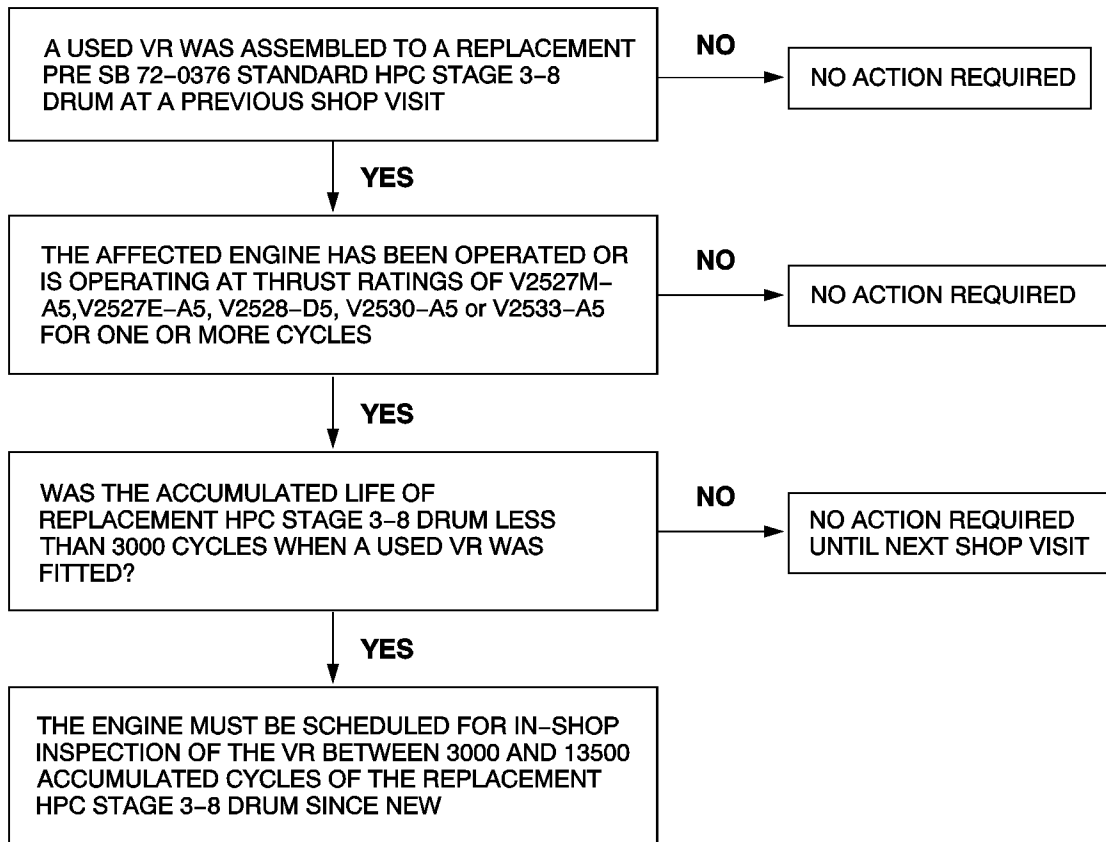 A USED VR WAS ASSEMBLED TO A REPLACEMENT
PRE SB 72-0376 STANDARD HPC STAGE 3-8
DRUM AT A PREVIOUS SHOP VISIT
NO
NO ACTION REQUIRED
YES
THE AFFECTED ENGINE HAS BEEN OPERATED OR
IS OPERATING AT THRUST RATINGS OF V2527M-
A5,V2527E-A5, V2528-D5, V2530-A5 or V2533-A5
FOR ONE OR MORE CYCLES
NO
NO ACTION REQUIRED
YES
WAS THE ACCUMULATED LIFE OF
REPLACEMENT HPC STAGE 3-8 DRUM LESS
THAN 3000 CYCLES WHEN A USED VR WAS
FITTED?
NO
NO ACTION REQUIRED
UNTIL NEXT SHOP VISIT
YES
THE ENGINE MUST BE SCHEDULED FOR IN-SHOP
INSPECTION OF THE VR BETWEEN 3000 AND 13500
ACCUMULATED CYCLES OF THE REPLACEMENT
HPC STAGE 3-8 DRUM SINCE NEW